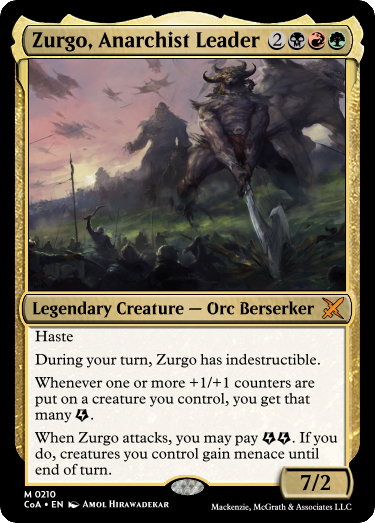 Zurgo, Anarchist Leader 2
Legendary Creature — Orc Berserker
Haste
During your turn, Zurgo has indestructible.
Whenever one or more +1/+1 counters are
put on a creature you control, you get that
many .
When Zurgo attacks, you may pay . If you
do, creatures you control gain menace until
end of turn.
7/2
M 0210
CoA • EN Amol Hirawadekar
Mackenzie, McGrath & Associates LLC